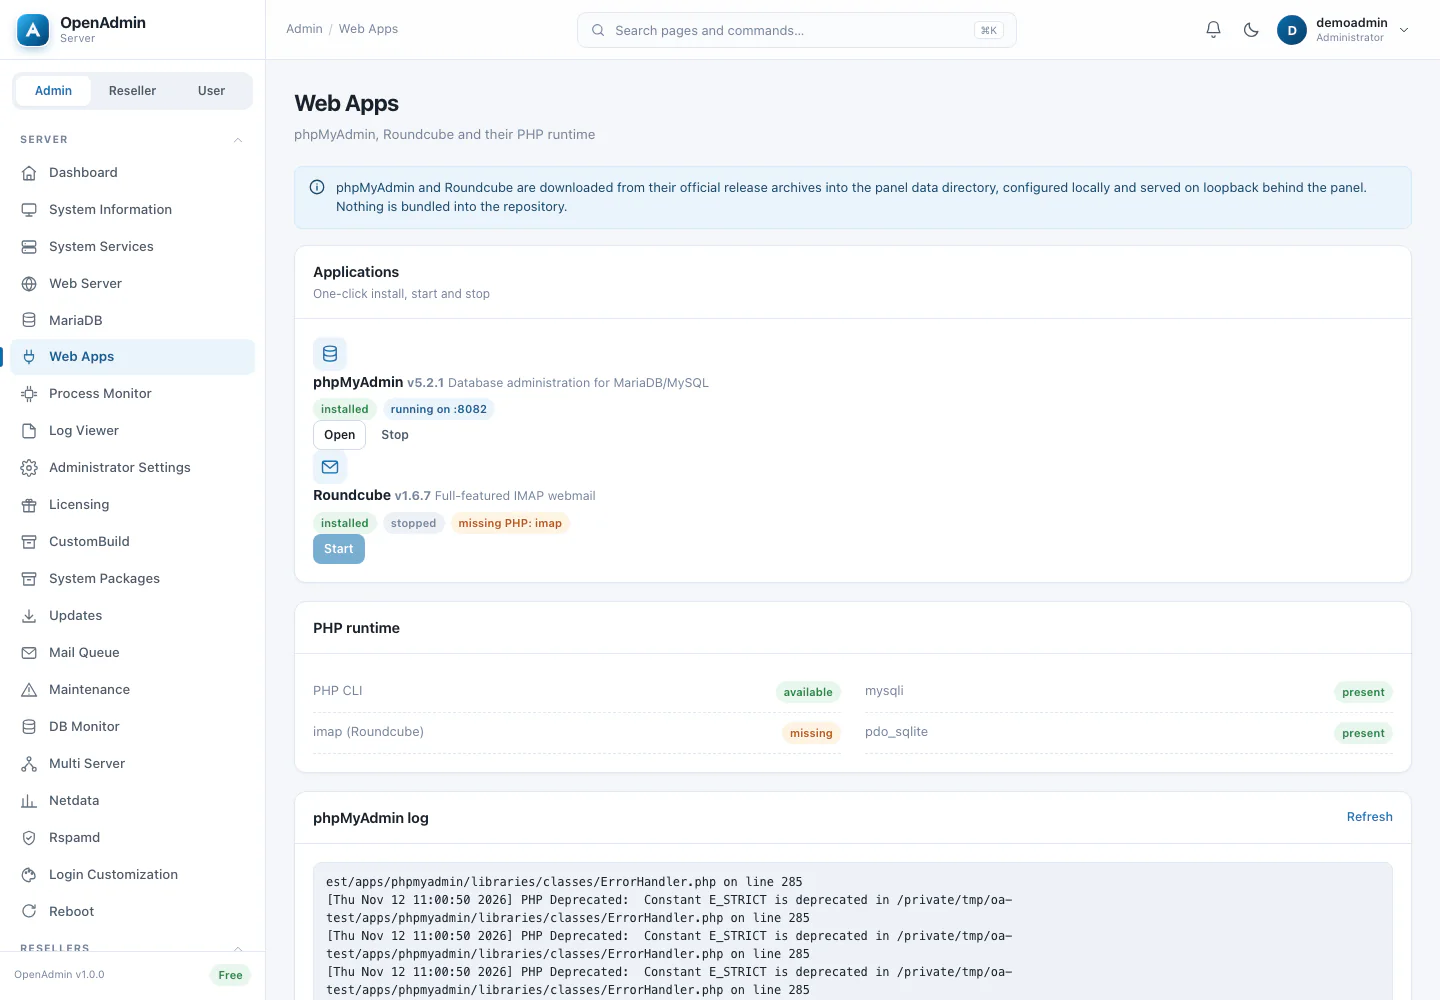 OpenAdmin
Server
Admin / Web Apps
Search pages and commands...
⌘K
D
demoadmin
Administrator
Admin
Reseller
User
SERVER
Dashboard
System Information
System Services
Web Server
MariaDB
Web Apps
Process Monitor
Log Viewer
Administrator Settings
Licensing
CustomBuild
System Packages
Updates
Mail Queue
Maintenance
DB Monitor
Multi Server
Netdata
Rspamd
Login Customization
Reboot
RESELLERS
OpenAdmin v1.0.0
Free
Web Apps
phpMyAdmin, Roundcube and their PHP runtime
phpMyAdmin and Roundcube are downloaded from their official release archives into the panel data directory, configured locally and served on loopback behind the panel.
Nothing is bundled into the repository.
Applications
One-click install, start and stop
phpMyAdmin v5.2.1 Database administration for MariaDB/MySQL
installed
running on :8082
Open
Stop
Roundcube v1.6.7 Full-featured IMAP webmail
installed
stopped
missing PHP: imap
Start
PHP runtime
PHP CLI
available
mysqli
present
imap (Roundcube)
missing
pdo_sqlite
present
phpMyAdmin log
Refresh
est/apps/phpmyadmin/libraries/classes/ErrorHandler.php on line 285
[Thu Nov 12 11:00:50 2026] PHP Deprecated:  Constant E_STRICT is deprecated in /private/tmp/oa-
test/apps/phpmyadmin/libraries/classes/ErrorHandler.php on line 285
[Thu Nov 12 11:00:50 2026] PHP Deprecated:  Constant E_STRICT is deprecated in /private/tmp/oa-
test/apps/phpmyadmin/libraries/classes/ErrorHandler.php on line 285
[Thu Nov 12 11:00:50 2026] PHP Deprecated:  Constant E_STRICT is deprecated in /private/tmp/oa-
test/apps/phpmyadmin/libraries/classes/ErrorHandler.php on line 285